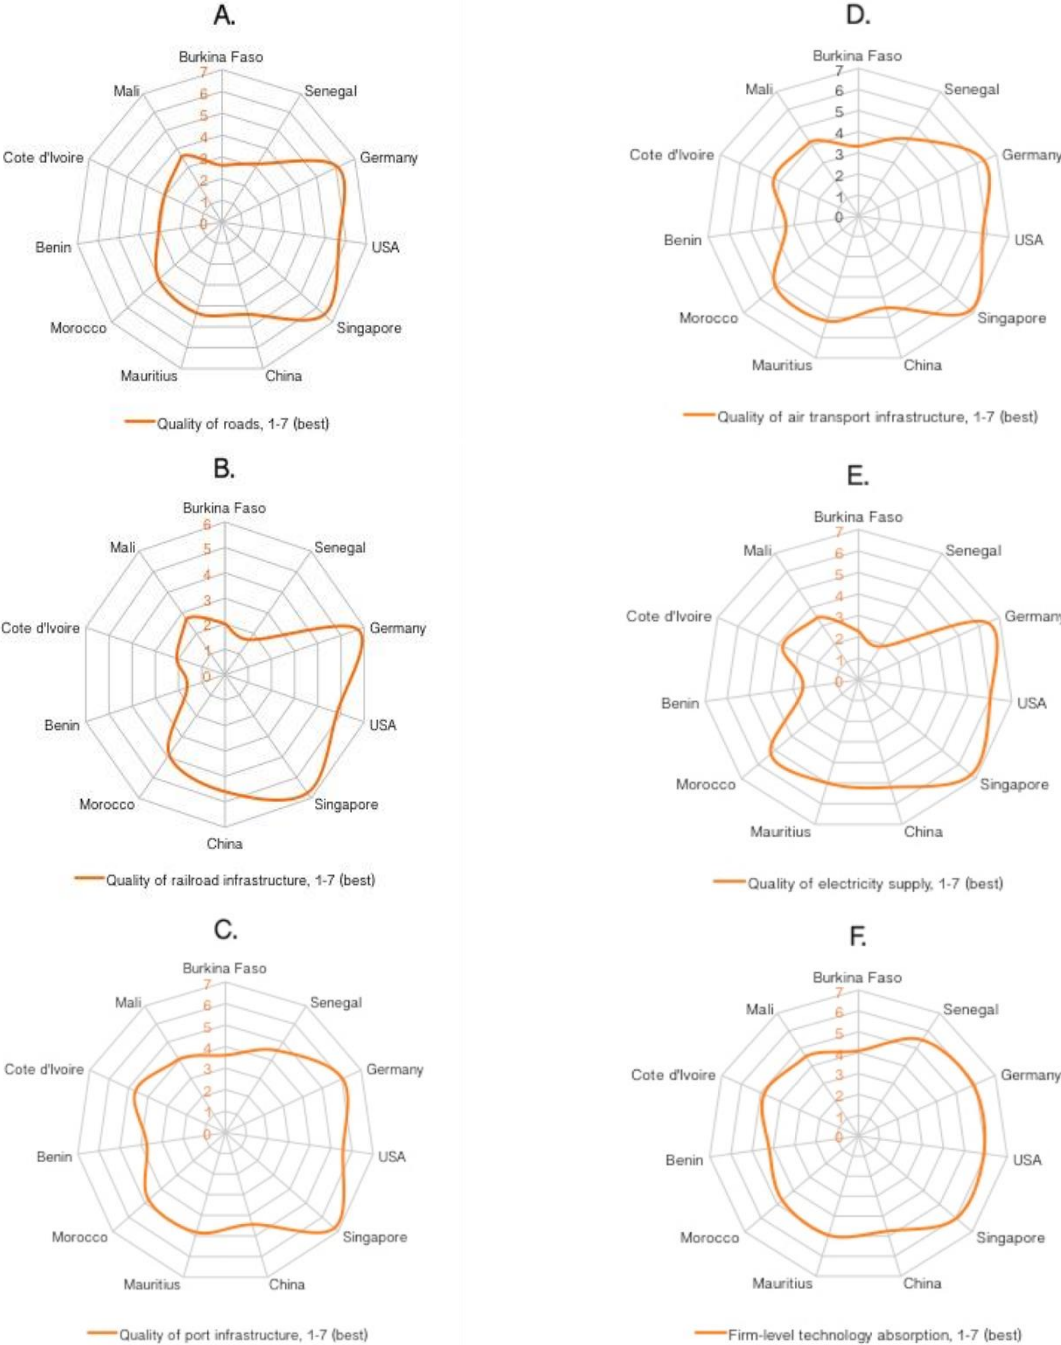 A.
Burkina Faso
7
6
5
4
3
2
1
0
Mali
Senegal
Cote d'Ivoire
Germany
Benin
USA
Morocco
Singapore
Mauritius
China
Quality of roads, 1-7 (best)
B.
Burkina Faso
6
5
4
3
2
1
0
Mali
Senegal
Cote d'Ivoire
Germany
Benin
USA
Morocco
Singapore
China
Quality of railroad infrastructure, 1-7 (best)
C.
Burkina Faso
7
6
5
4
3
2
1
0
Mali
Senegal
Cote d'Ivoire
Germany
Benin
USA
Morocco
Singapore
Mauritius
China
Quality of port infrastructure, 1-7 (best)
D.
Burkina Faso
7
6
5
4
3
2
1
0
Mali
Senegal
Cote d'Ivoire
Germany
Benin
USA
Morocco
Singapore
Mauritius
China
Quality of air transport infrastructure, 1-7 (best)
E.
Burkina Faso
7
6
5
4
3
2
1
0
Mali
Senegal
Cote d'Ivoire
Germany
Benin
USA
Morocco
Singapore
Mauritius
China
Quality of electricity supply, 1-7 (best)
F.
Burkina Faso
7
6
5
4
3
2
1
0
Mali
Senegal
Cote d'Ivoire
Germany
Benin
USA
Morocco
Singapore
Mauritius
China
Firm-level technology absorption, 1-7 (best)